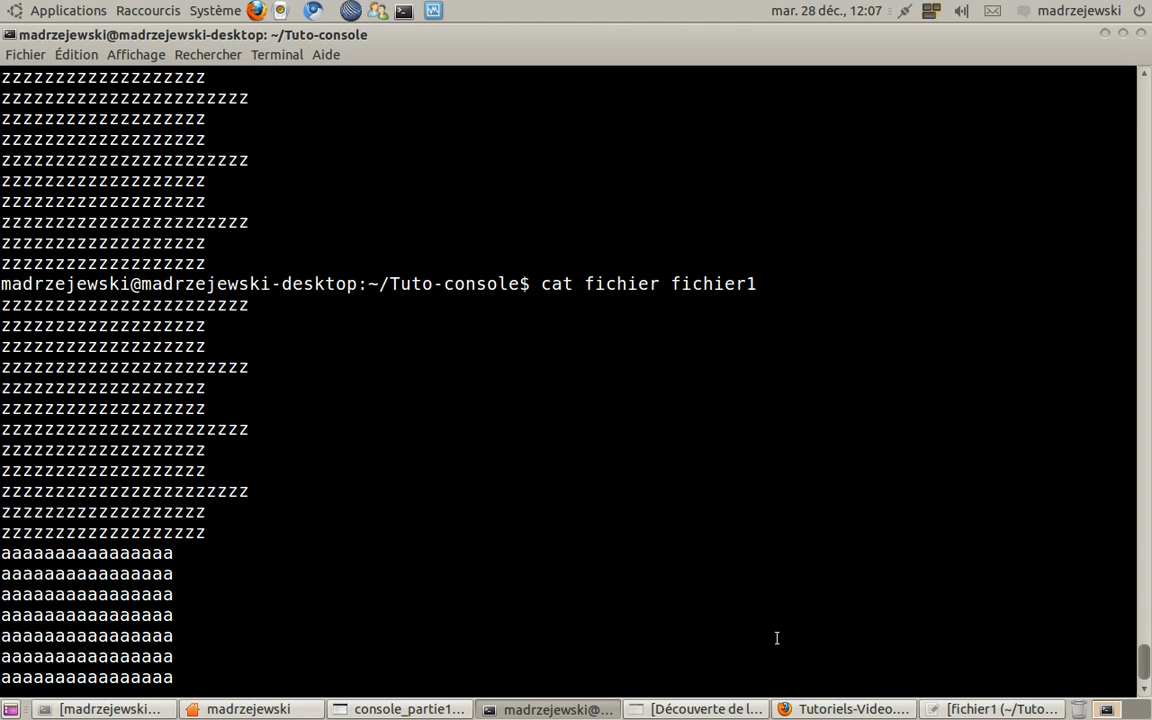 Applications Raccourcis Système mar. 28 déc., 12:07 madrzejewski
madrzejewski@madrzejewski-desktop: ~/Tuto-console
Fichier Édition Affichage Rechercher Terminal Aide
zzzzzzzzzzzzzzzzzzz
zzzzzzzzzzzzzzzzzzzzzzz
zzzzzzzzzzzzzzzzzzz
zzzzzzzzzzzzzzzzzzz
zzzzzzzzzzzzzzzzzzzzzzz
zzzzzzzzzzzzzzzzzzz
zzzzzzzzzzzzzzzzzzz
zzzzzzzzzzzzzzzzzzzzzzz
zzzzzzzzzzzzzzzzzzz
zzzzzzzzzzzzzzzzzzz
madrzejewski@madrzejewski-desktop:~/Tuto-console$ cat fichier fichier1
zzzzzzzzzzzzzzzzzzzzzzz
zzzzzzzzzzzzzzzzzzz
zzzzzzzzzzzzzzzzzzz
zzzzzzzzzzzzzzzzzzzzzzz
zzzzzzzzzzzzzzzzzzz
zzzzzzzzzzzzzzzzzzz
zzzzzzzzzzzzzzzzzzzzzzz
zzzzzzzzzzzzzzzzzzz
zzzzzzzzzzzzzzzzzzz
zzzzzzzzzzzzzzzzzzzzzzz
zzzzzzzzzzzzzzzzzzz
zzzzzzzzzzzzzzzzzzz
aaaaaaaaaaaaaaaa
aaaaaaaaaaaaaaaa
aaaaaaaaaaaaaaaa
aaaaaaaaaaaaaaaa
aaaaaaaaaaaaaaaa
aaaaaaaaaaaaaaaa
aaaaaaaaaaaaaaaa
[madrzejewski... madrzejewski console_partie1... madrzejewski@... [Découverte de l... Tutoriels-Video.... [fichier1 (~/Tuto...